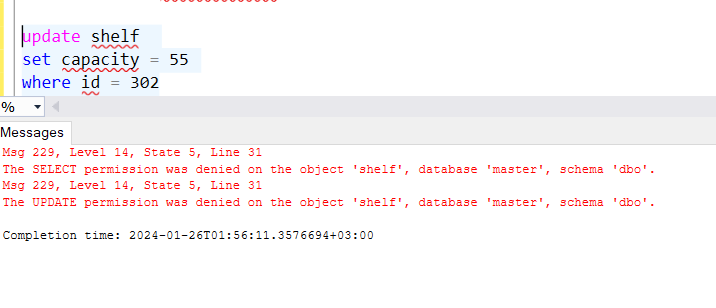 update shelf
set capacity = 55
where id = 302
%
Messages
Msg 229, Level 14, State 5, Line 31
The SELECT permission was denied on the object 'shelf', database 'master', schema 'dbo'.
Msg 229, Level 14, State 5, Line 31
The UPDATE permission was denied on the object 'shelf', database 'master', schema 'dbo'.
Completion time: 2024-01-26T01:56:11.3576694+03:00